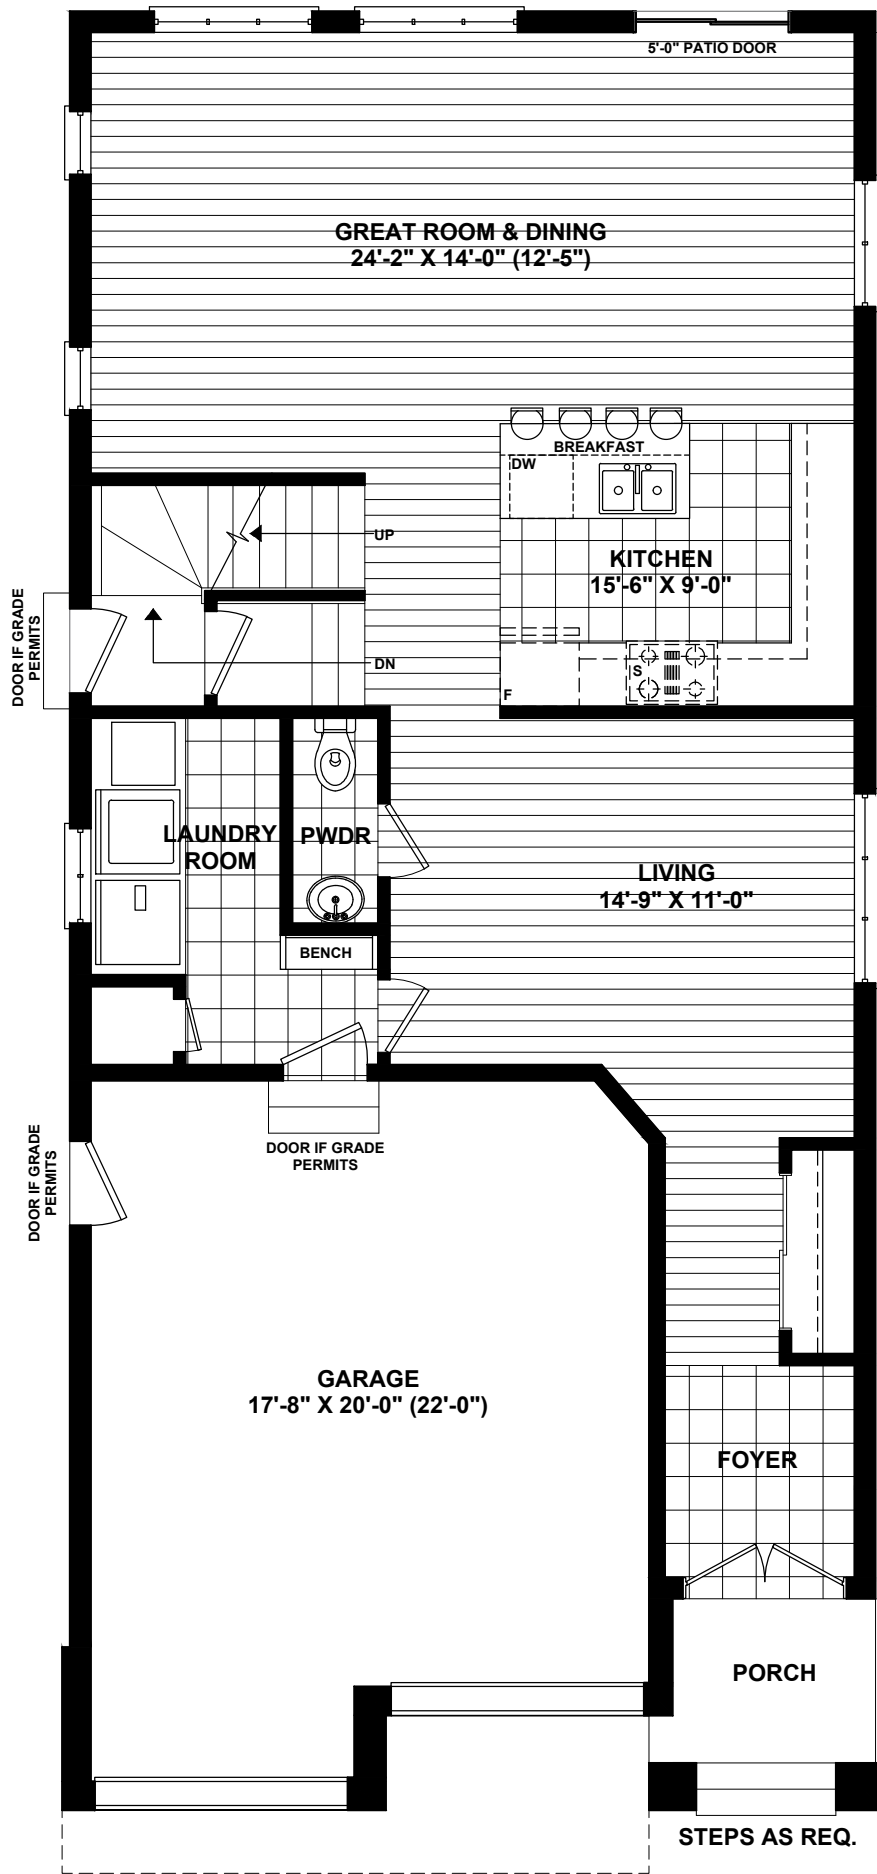 5'-0" PATIO DOOR
GREAT ROOM & DINING
24'-2" X 14'-0" (12'-5")
BREAKFAST
DW
UP
KITCHEN
15'-6" X 9'-0"
DOOR IF GRADE
PERMITS
DN
S
F
LAUNDRY
ROOM
PWDR
LIVING
14'-9" X 11'-0"
BENCH
DOOR IF GRADE
PERMITS
DOOR IF GRADE
PERMITS
GARAGE
17'-8" X 20'-0" (22'-0")
FOYER
PORCH
STEPS AS REQ.